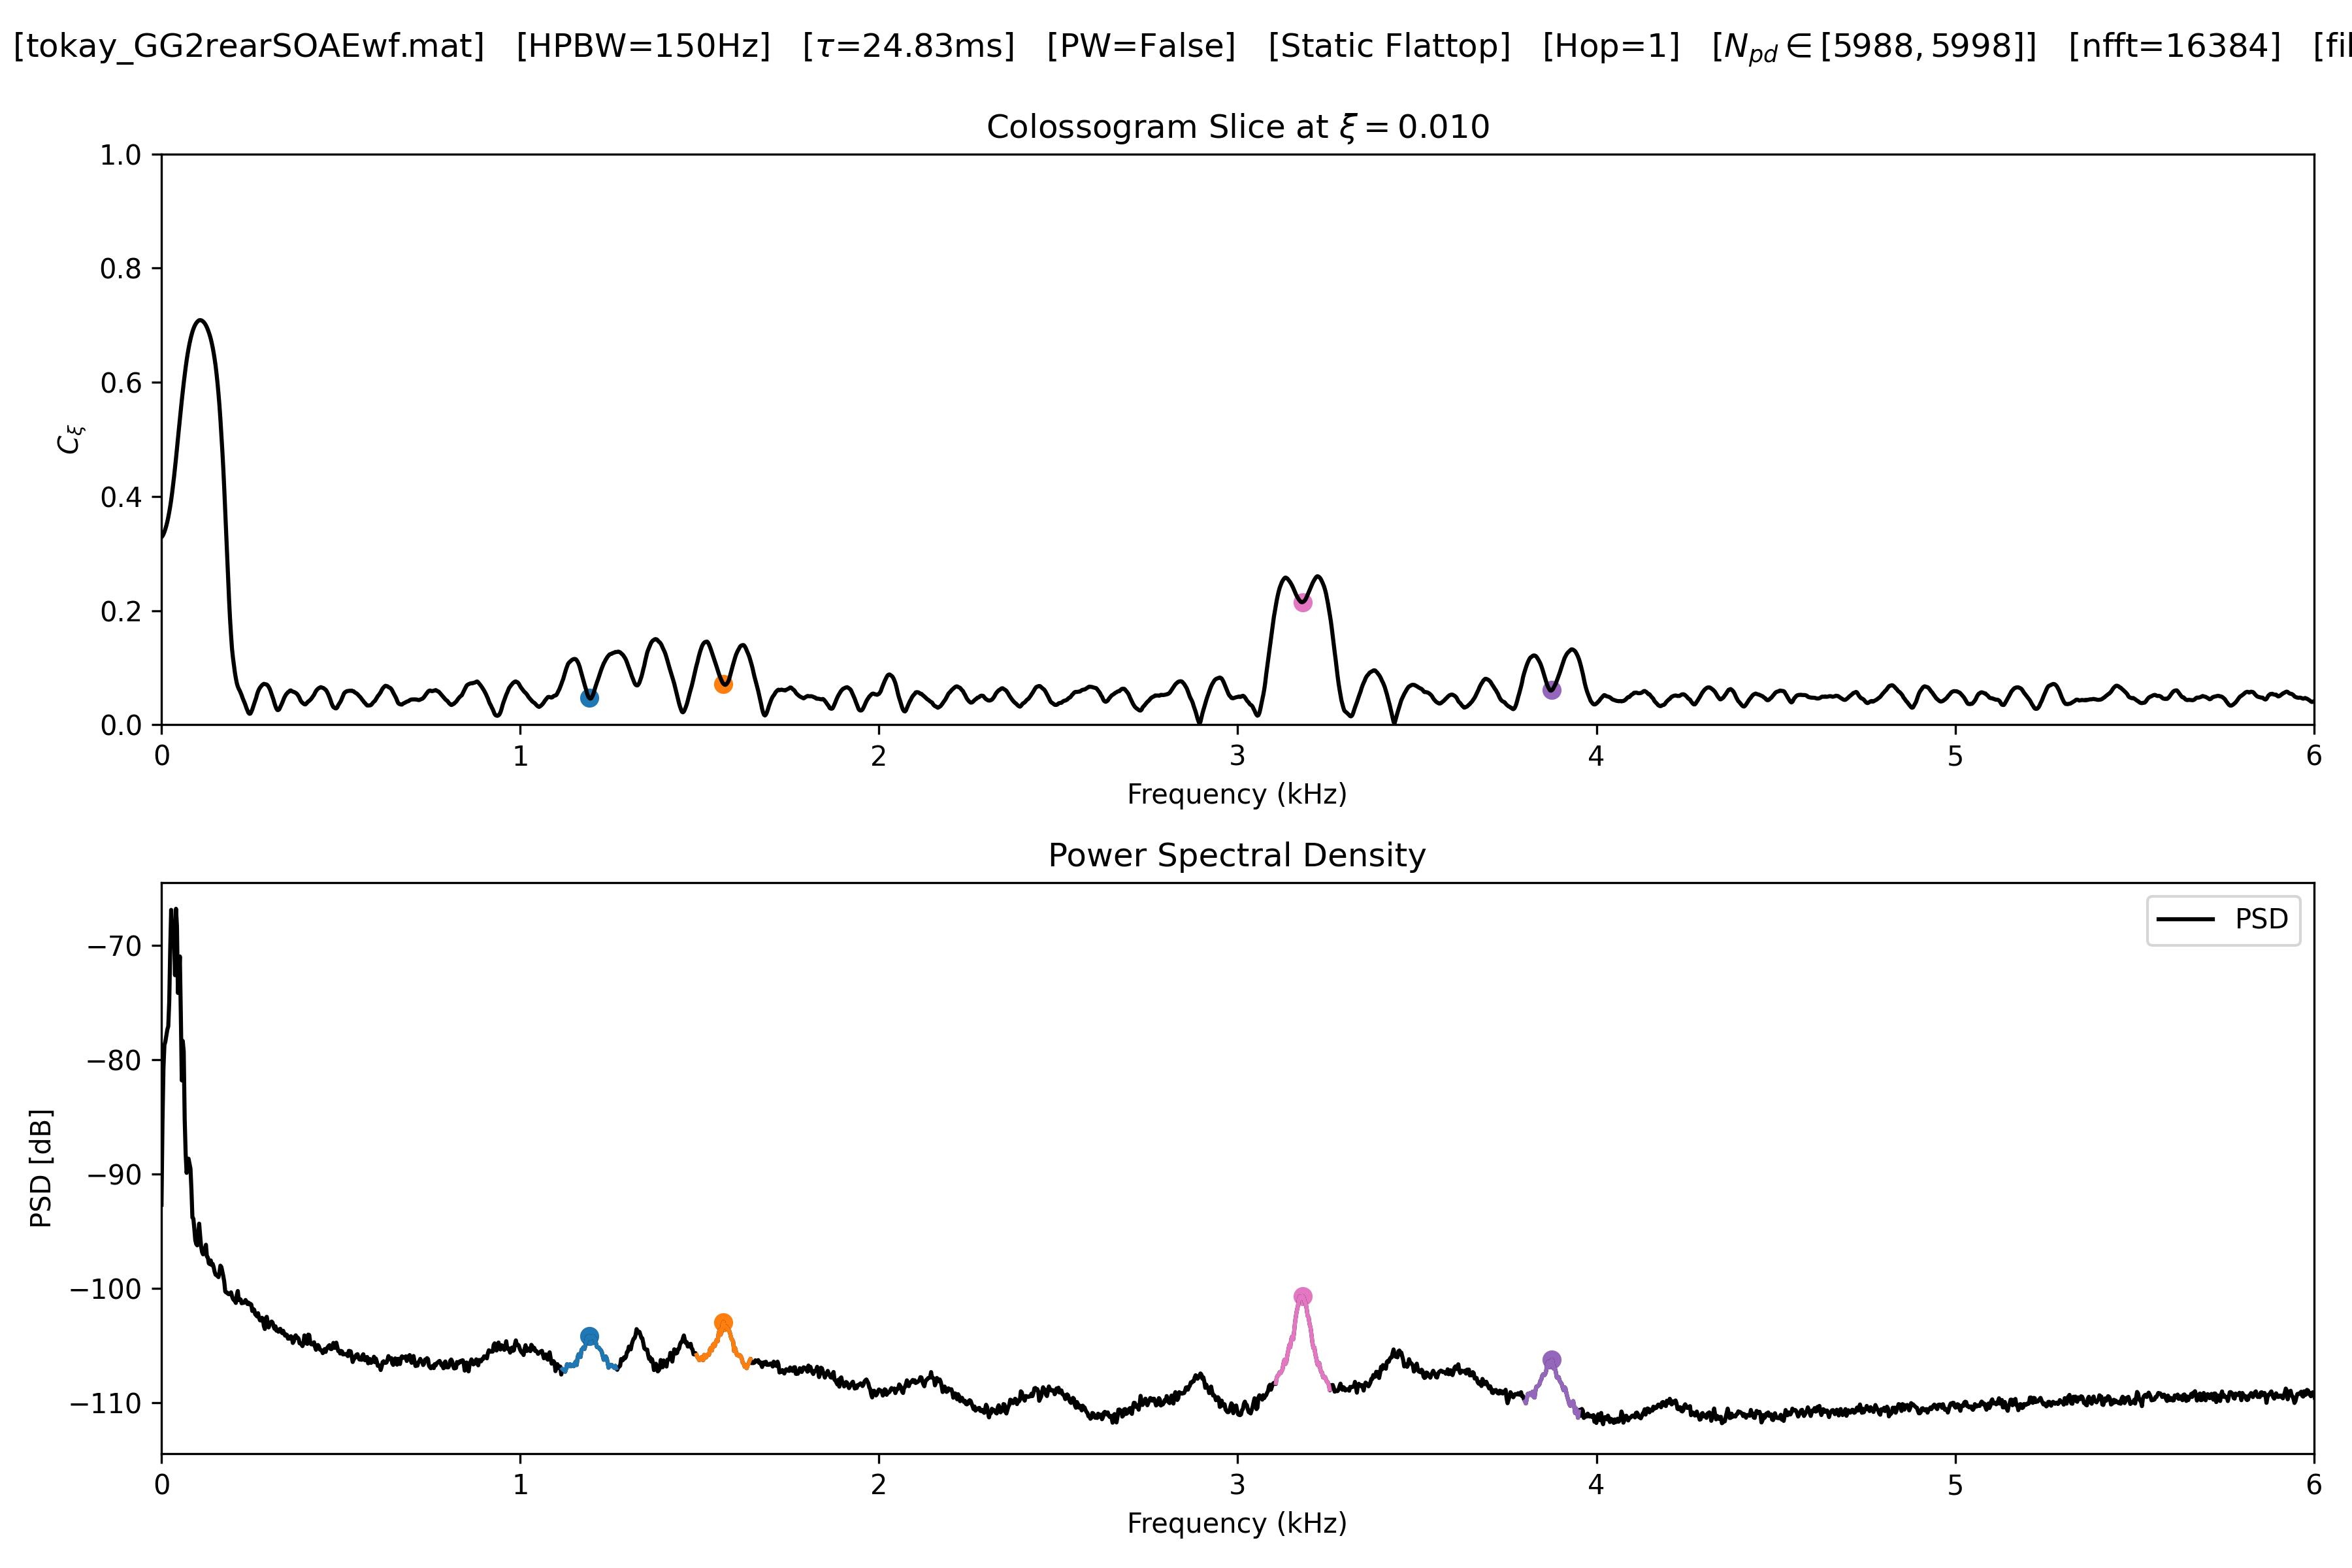 [tokay_GG2rearSOAEwf.mat] [HPBW=150Hz] [τ=24.83ms] [PW=False] [Static Flattop] [Hop=1] [N_pd ∈ [5988, 5998]] [nfft=16384] [fil
Colossogram Slice at ξ = 0.010
1.0
0.8
0.6
0.4
0.2
0.0
C_ξ
0 1 2 3 4 5 6
Frequency (kHz)
Power Spectral Density
PSD
−70
−80
−90
−100
−110
PSD [dB]
0 1 2 3 4 5 6
Frequency (kHz)